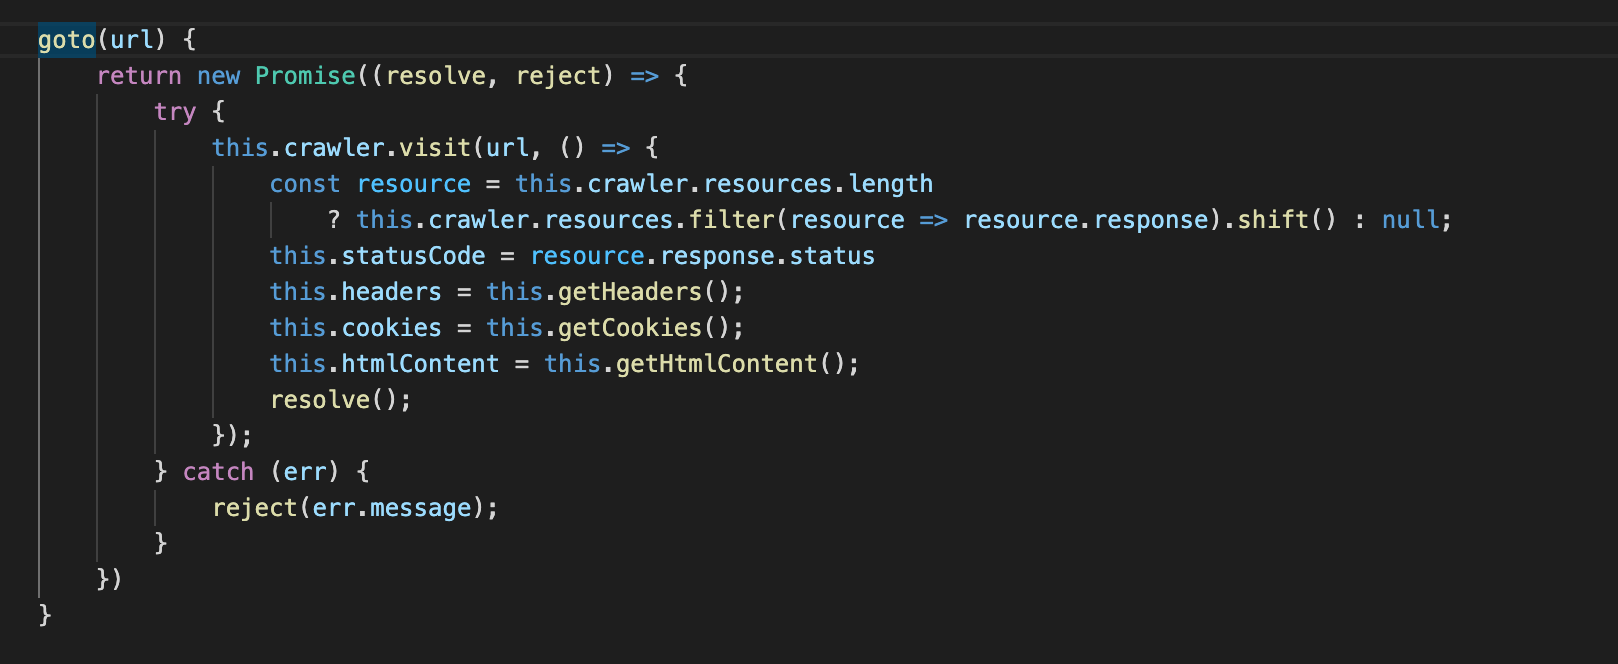 goto(url) {
    return new Promise((resolve, reject) => {
        try {
            this.crawler.visit(url, () => {
                const resource = this.crawler.resources.length
                    ? this.crawler.resources.filter(resource => resource.response).shift() : null;
                this.statusCode = resource.response.status
                this.headers = this.getHeaders();
                this.cookies = this.getCookies();
                this.htmlContent = this.getHtmlContent();
                resolve();
            });
        } catch (err) {
            reject(err.message);
        }
    })
}